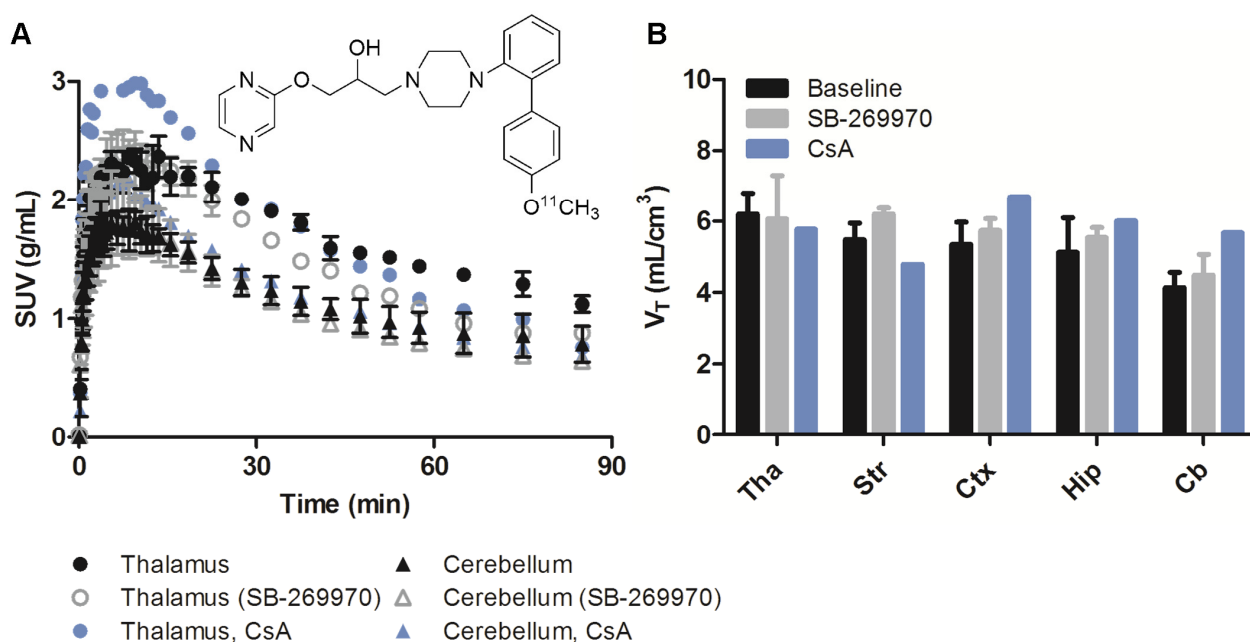 A
SUV (g/mL)
3
2
1
0
0 30 60 90
Time (min)
OH
N
O
N
N
N
O¹¹CH₃
Thalamus
Thalamus (SB-269970)
Thalamus, CsA
Cerebellum
Cerebellum (SB-269970)
Cerebellum, CsA
B
V_T (mL/cm³)
10
8
6
4
2
0
Baseline
SB-269970
CsA
Tha Str Ctx Hip Cb